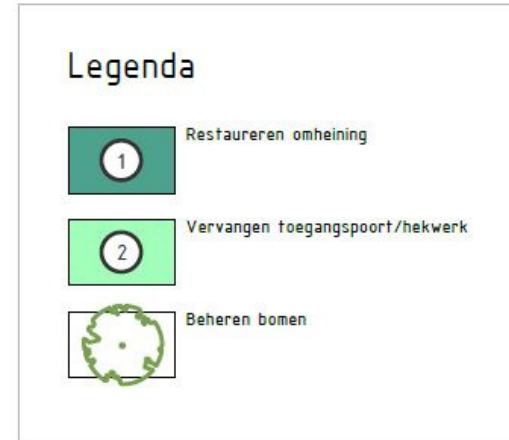 Legenda
1
Restaureren omheining
2
Vervangen toegangspoort/hekwerk
Beheren bomen